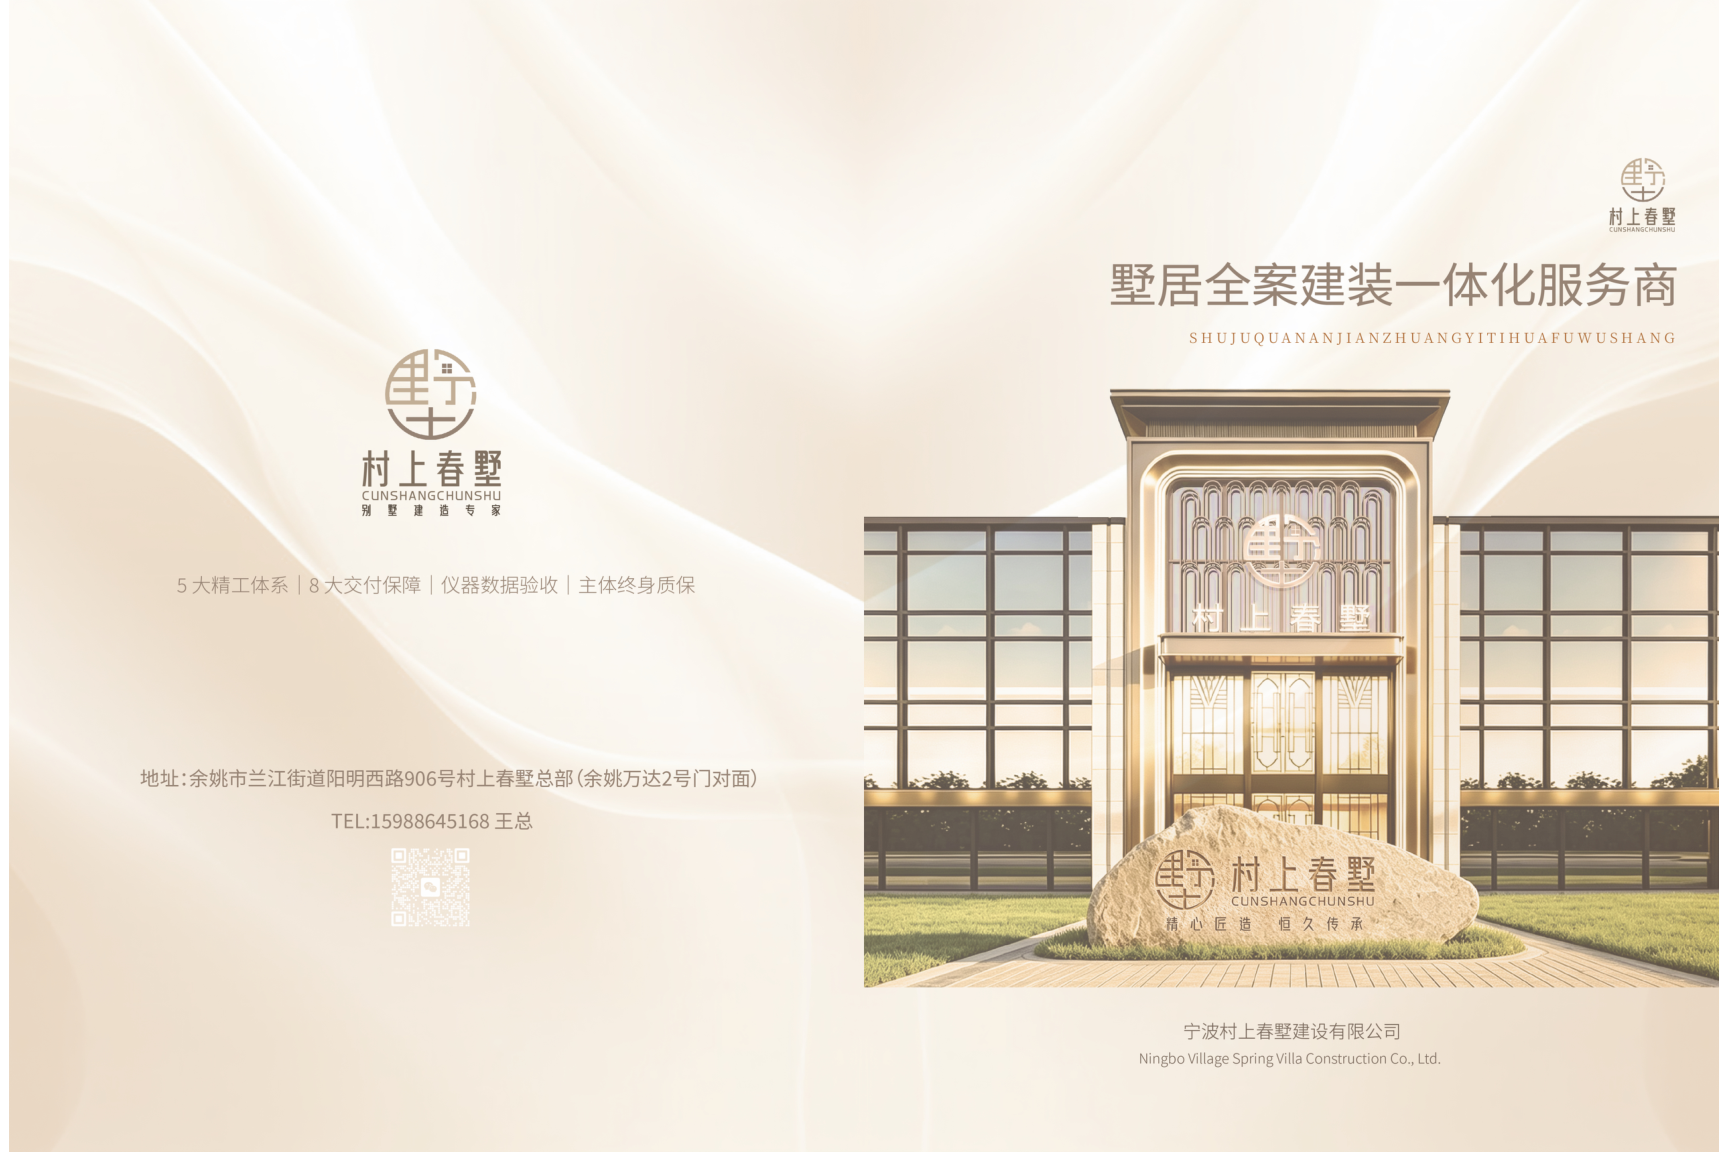 村上春墅
CUNSHANGCHUNSHU
别墅建造专家
5大精工体系|8大交付保障|仪器数据验收|主体终身质保
地址:余姚市兰江街道阳明西路906号村上春墅总部(余姚万达2号门对面)
TEL:15988645168 王总
村上春墅
CUNSHANGCHUNSHU
墅居全案建装一体化服务商
SHUJUQUANANJIANZHUANGYITIHUAFUWUSHANG
村上春墅
村上春墅
CUNSHANGCHUNSHU
精心匠造 恒久传承
宁波村上春墅建设有限公司
Ningbo Village Spring Villa Construction Co., Ltd.